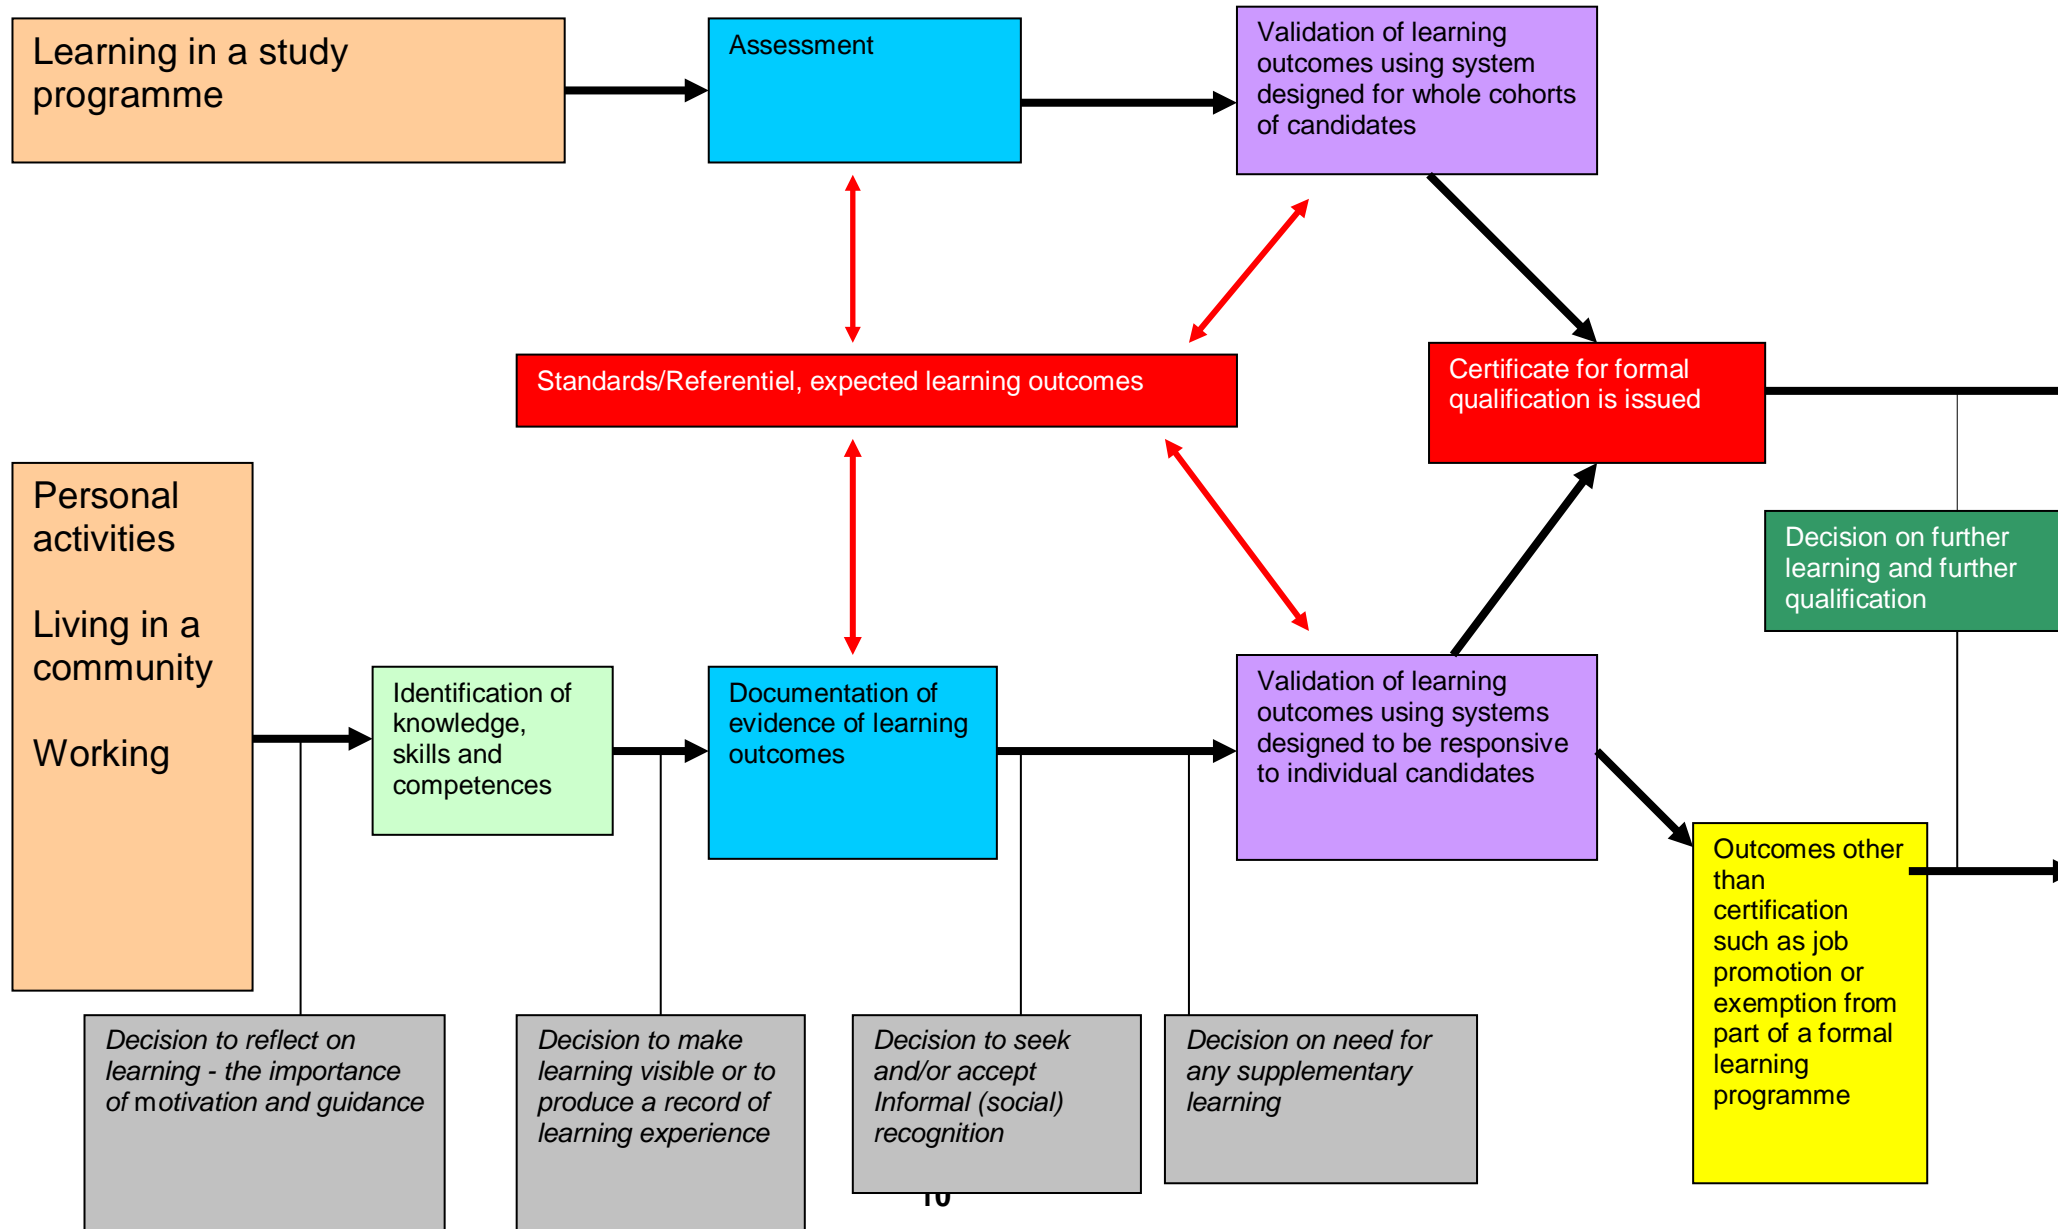 Learning in a study
programme
Assessment
Validation of learning
outcomes using system
designed for whole cohorts
of candidates
Standards/Referentiel, expected learning outcomes
Certificate for formal
qualification is issued
Personal
activities
Living in a
community
Working
Decision on further
learning and further
qualification
Identification of
knowledge,
skills and
competences
Documentation of
evidence of learning
outcomes
Validation of learning
outcomes using systems
designed to be responsive
to individual candidates
Outcomes other
than
certification
such as job
promotion or
exemption from
part of a formal
learning
programme
Decision to reflect on
learning - the importance
of motivation and guidance
Decision to make
learning visible or to
produce a record of
learning experience
Decision to seek
and/or accept
Informal (social)
recognition
Decision on need for
any supplementary
learning
10